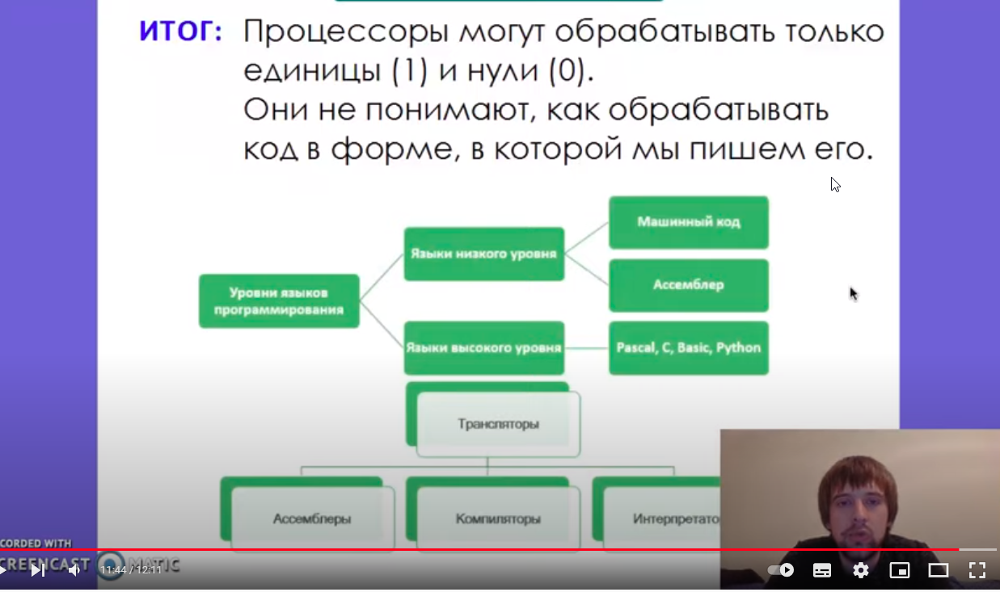 ИТОГ: Процессоры могут обрабатывать только
единицы (1) и нули (0).
Они не понимают, как обрабатывать
код в форме, в которой мы пишем его.
Машинный код
Языки низкого уровня
Ассемблер
Уровни языков
программирования
Языки высокого уровня
Pascal, C, Basic, Python
Трансляторы
Ассемблеры
Компиляторы
Интерпретато
CORDED WITH
CREENCAST MATIC
11:44 / 12:11